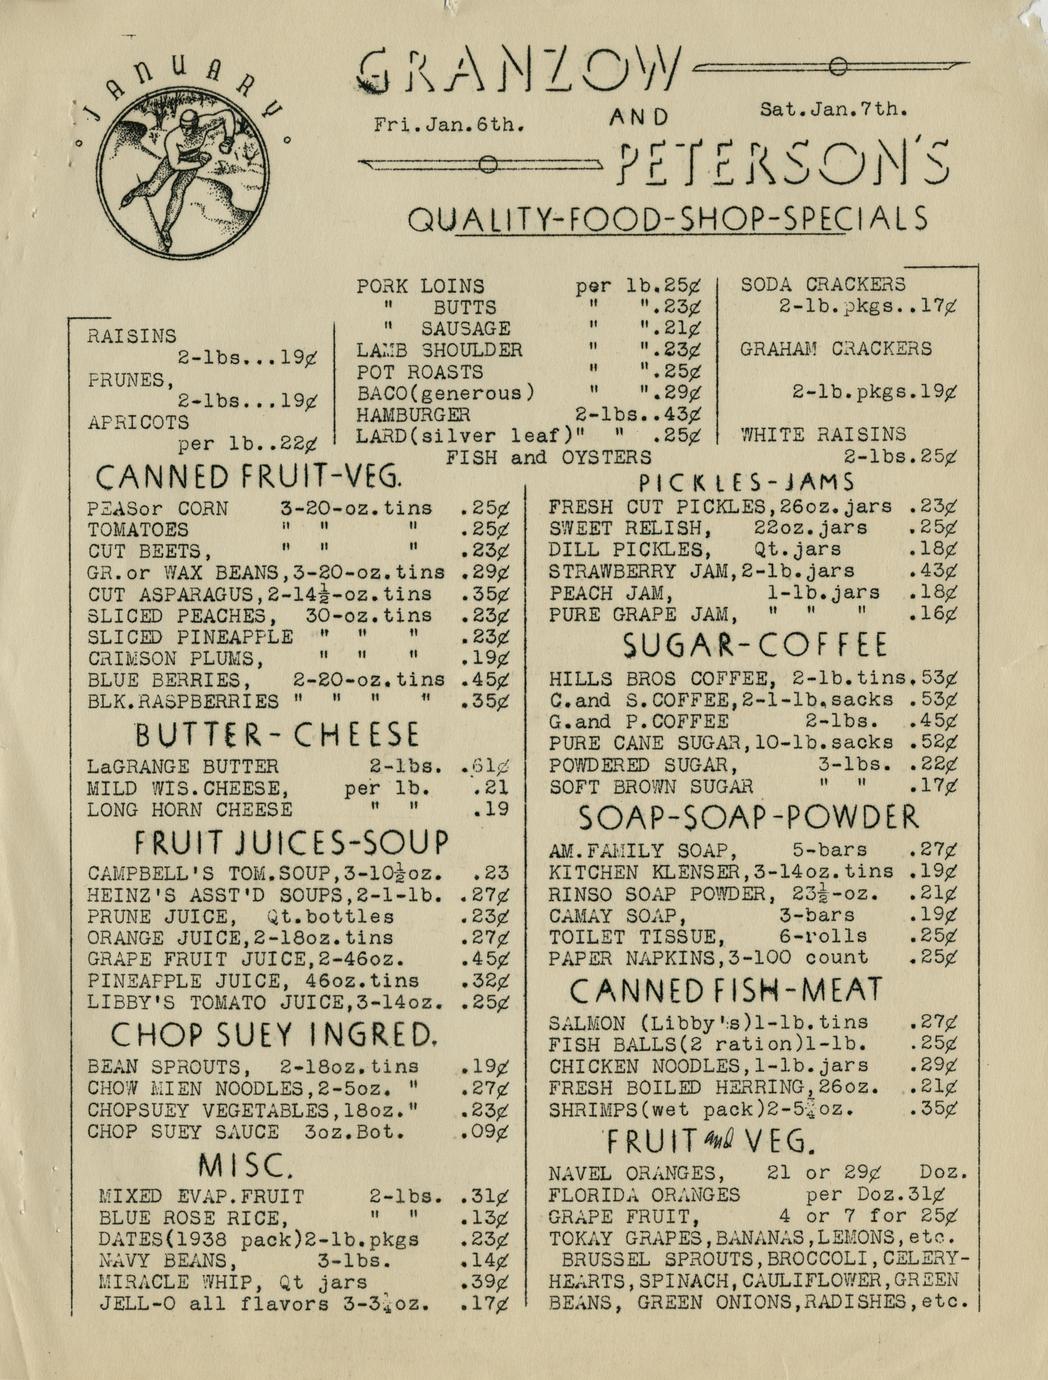 JANUARY
GRANZOW
Fri.Jan.6th.
AND
Sat.Jan.7th.
PETERSON'S
QUALITY-FOOD-SHOP-SPECIALS
RAISINS
2-lbs...19¢
PRUNES,
2-lbs...19¢
APRICOTS
per lb..22¢
PORK LOINS per lb.25¢
" BUTTS " ".23¢
" SAUSAGE " ".21¢
LAMB SHOULDER " ".23¢
POT ROASTS " ".25¢
BACO(generous) " ".29¢
HAMBURGER 2-lbs..43¢
LARD(silver leaf)" " .25¢
FISH and OYSTERS
SODA CRACKERS
2-lb.pkgs..17¢
GRAHAM CRACKERS
2-lb.pkgs.19¢
WHITE RAISINS
2-lbs.25¢
CANNED FRUIT-VEG.
PEASor CORN 3-20-oz.tins .25¢
TOMATOES " " " .25¢
CUT BEETS, " " " .23¢
GR.or WAX BEANS,3-20-oz.tins .29¢
CUT ASPARAGUS,2-14½-oz.tins .35¢
SLICED PEACHES, 30-oz.tins .23¢
SLICED PINEAPPLE " " " .23¢
CRIMSON PLUMS, " " " .19¢
BLUE BERRIES, 2-20-oz.tins .45¢
BLK.RASPBERRIES " " " " .35¢
BUTTER-CHEESE
LaGRANGE BUTTER 2-lbs. .61¢
MILD WIS.CHEESE, per lb. .21
LONG HORN CHEESE " " .19
FRUIT JUICES-SOUP
CAMPBELL'S TOM.SOUP,3-10½oz. .23
HEINZ'S ASST'D SOUPS,2-1-lb. .27¢
PRUNE JUICE, Qt.bottles .23¢
ORANGE JUICE,2-18oz.tins .27¢
GRAPE FRUIT JUICE,2-46oz. .45¢
PINEAPPLE JUICE, 46oz.tins .32¢
LIBBY'S TOMATO JUICE,3-14oz. .25¢
CHOP SUEY INGRED.
BEAN SPROUTS, 2-18oz.tins .19¢
CHOW MIEN NOODLES,2-5oz. " .27¢
CHOPSUEY VEGETABLES,18oz." .23¢
CHOP SUEY SAUCE 3oz.Bot. .09¢
MISC.
MIXED EVAP.FRUIT 2-lbs. .31¢
BLUE ROSE RICE, " " .13¢
DATES(1938 pack)2-lb.pkgs .23¢
NAVY BEANS, 3-lbs. .14¢
MIRACLE WHIP, Qt jars .39¢
JELL-O all flavors 3-3¼oz. .17¢
PICKLES-JAMS
FRESH CUT PICKLES,26oz.jars .23¢
SWEET RELISH, 22oz.jars .25¢
DILL PICKLES, Qt.jars .18¢
STRAWBERRY JAM,2-lb.jars .43¢
PEACH JAM, 1-lb.jars .18¢
PURE GRAPE JAM, " " " .16¢
SUGAR-COFFEE
HILLS BROS COFFEE, 2-lb.tins.53¢
C.and S.COFFEE,2-1-lb.sacks .53¢
G.and P.COFFEE 2-lbs. .45¢
PURE CANE SUGAR,10-lb.sacks .52¢
POWDERED SUGAR, 3-lbs. .22¢
SOFT BROWN SUGAR " " .17¢
SOAP-SOAP-POWDER
AM.FAMILY SOAP, 5-bars .27¢
KITCHEN KLENSER,3-14oz.tins .19¢
RINSO SOAP POWDER, 23½-oz. .21¢
CAMAY SOAP, 3-bars .19¢
TOILET TISSUE, 6-rolls .25¢
PAPER NAPKINS,3-100 count .25¢
CANNED FISH-MEAT
SALMON (Libby's)1-lb.tins .27¢
FISH BALLS(2 ration)1-lb. .25¢
CHICKEN NOODLES,1-lb.jars .29¢
FRESH BOILED HERRING,26oz. .21¢
SHRIMPS(wet pack)2-5¾oz. .35¢
FRUIT and VEG.
NAVEL ORANGES, 21 or 29¢ Doz.
FLORIDA ORANGES per Doz.31¢
GRAPE FRUIT, 4 or 7 for 25¢
TOKAY GRAPES,BANANAS,LEMONS,etc.
BRUSSEL SPROUTS,BROCCOLI,CELERY-
HEARTS,SPINACH,CAULIFLOWER,GREEN
BEANS, GREEN ONIONS,RADISHES,etc.